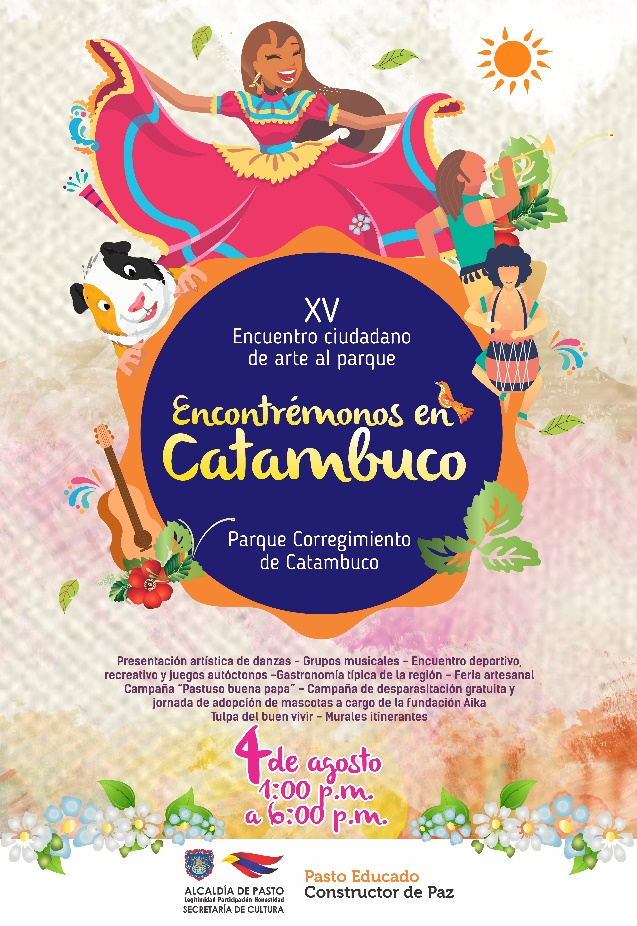 XV
Encuentro ciudadano
de arte al parque
Encontrémonos en
Catambuco
Parque Corregimiento
de Catambuco
Presentación artística de danzas - Grupos musicales - Encuentro deportivo,
recreativo y juegos autóctonos -Gastronomía típica de la región - Feria artesanal
Campaña "Pastuso buena papa" - Campaña de desparasitación gratuita y
jornada de adopción de mascotas a cargo de la fundación Áika
Tulpa del buen vivir - Murales itinerantes
4 de agosto
1:00 p.m.
a 6:00 p.m.
ALCALDÍA DE PASTO
Legitimidad Participación Honestidad
SECRETARÍA DE CULTURA
Pasto Educado
Constructor de Paz